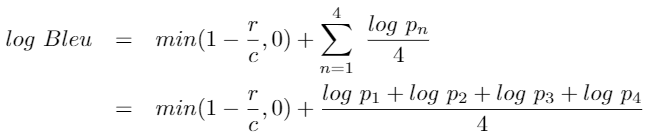 log Bleu = min(1 − r/c, 0) + ∑_{n=1}^{4} log p_n / 4
= min(1 − r/c, 0) + (log p_1 + log p_2 + log p_3 + log p_4) / 4